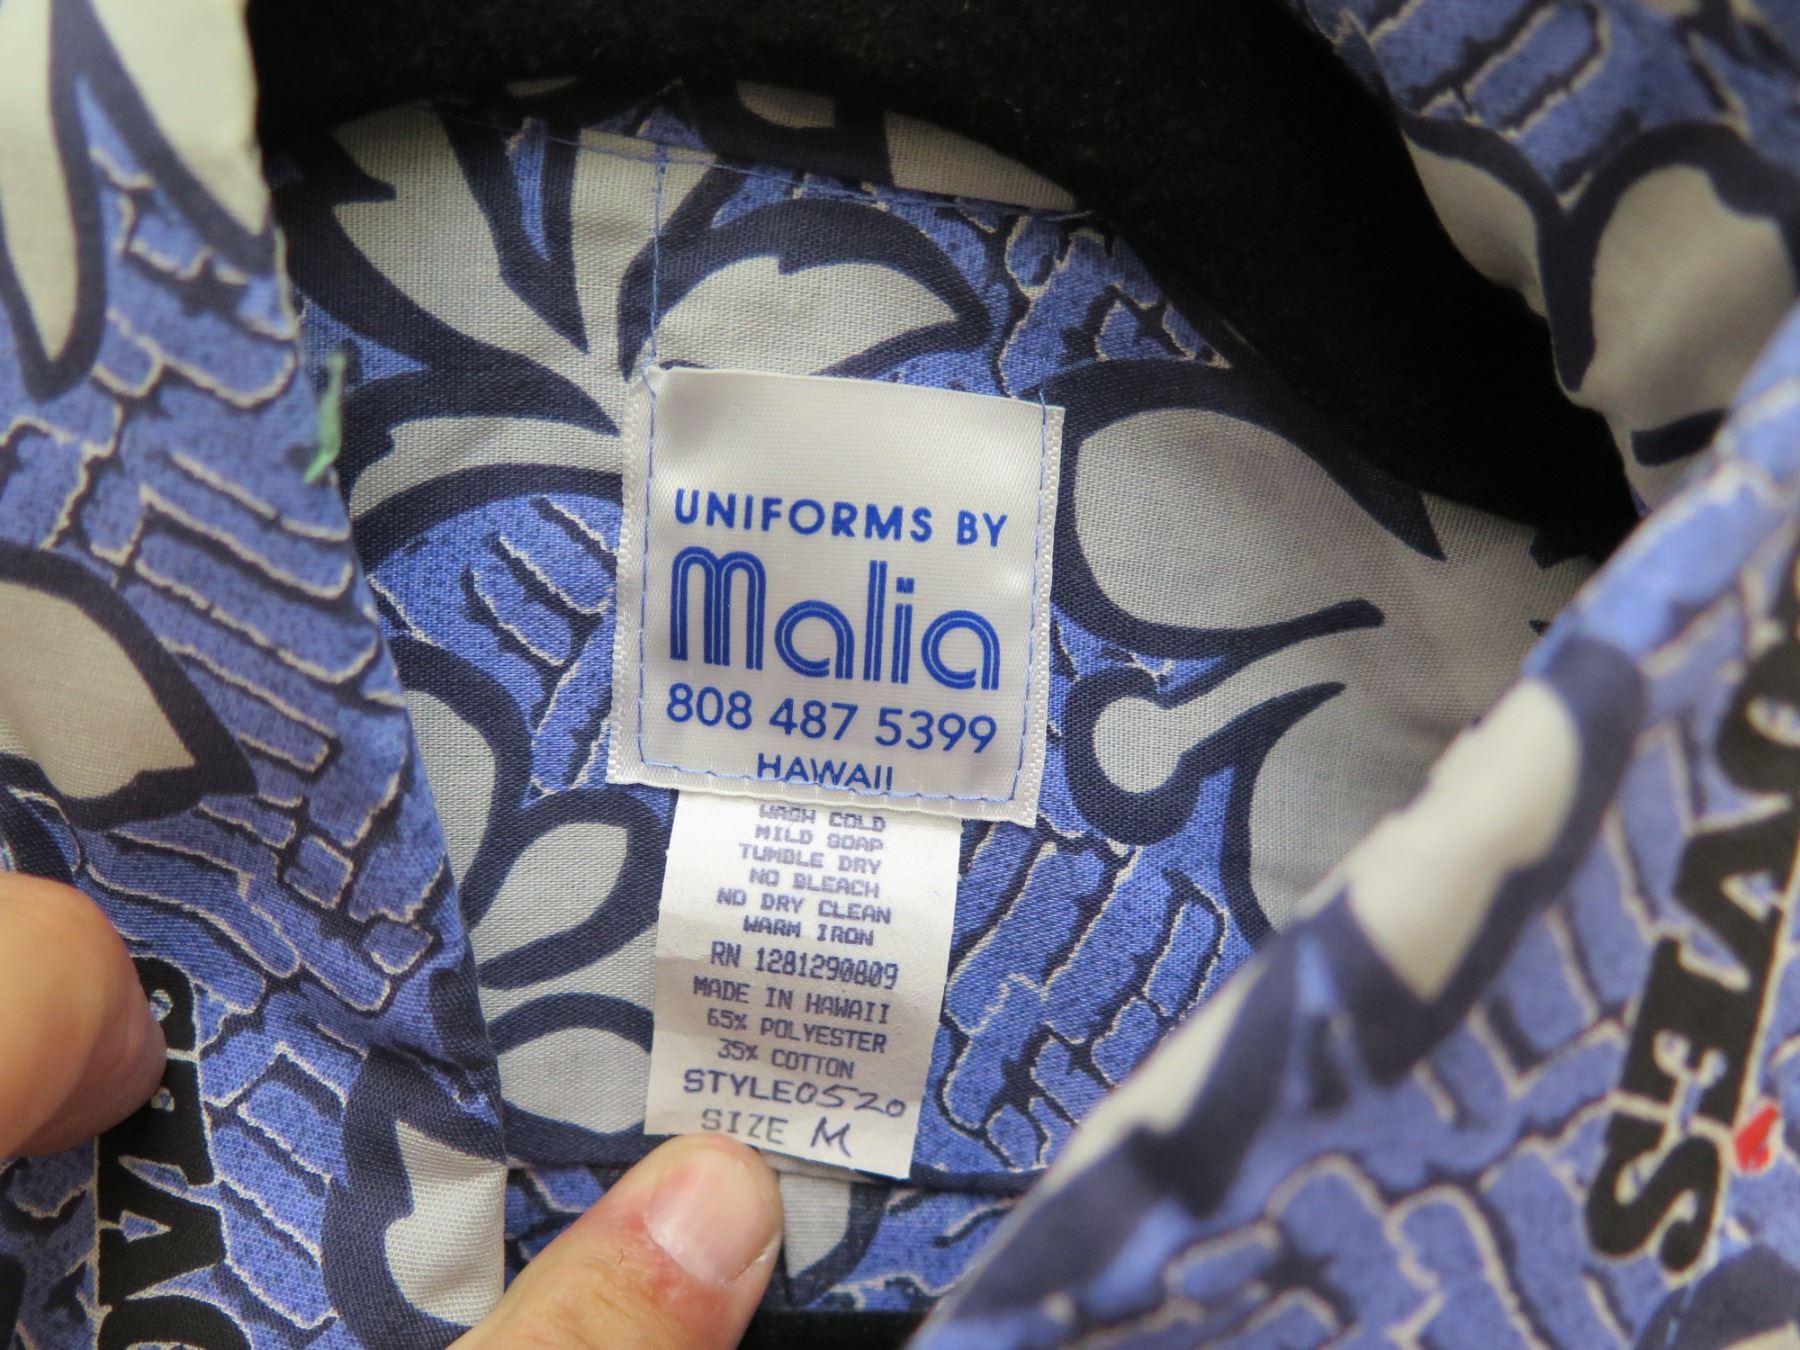 UNIFORMS BY
Malia
808 487 5399
HAWAII
WASH COLD
MILD SOAP
TUMBLE DRY
NO BLEACH
NO DRY CLEAN
WARM IRON
RN 1281290809
MADE IN HAWAII
65% POLYESTER
35% COTTON
STYLE 0520
SIZE M